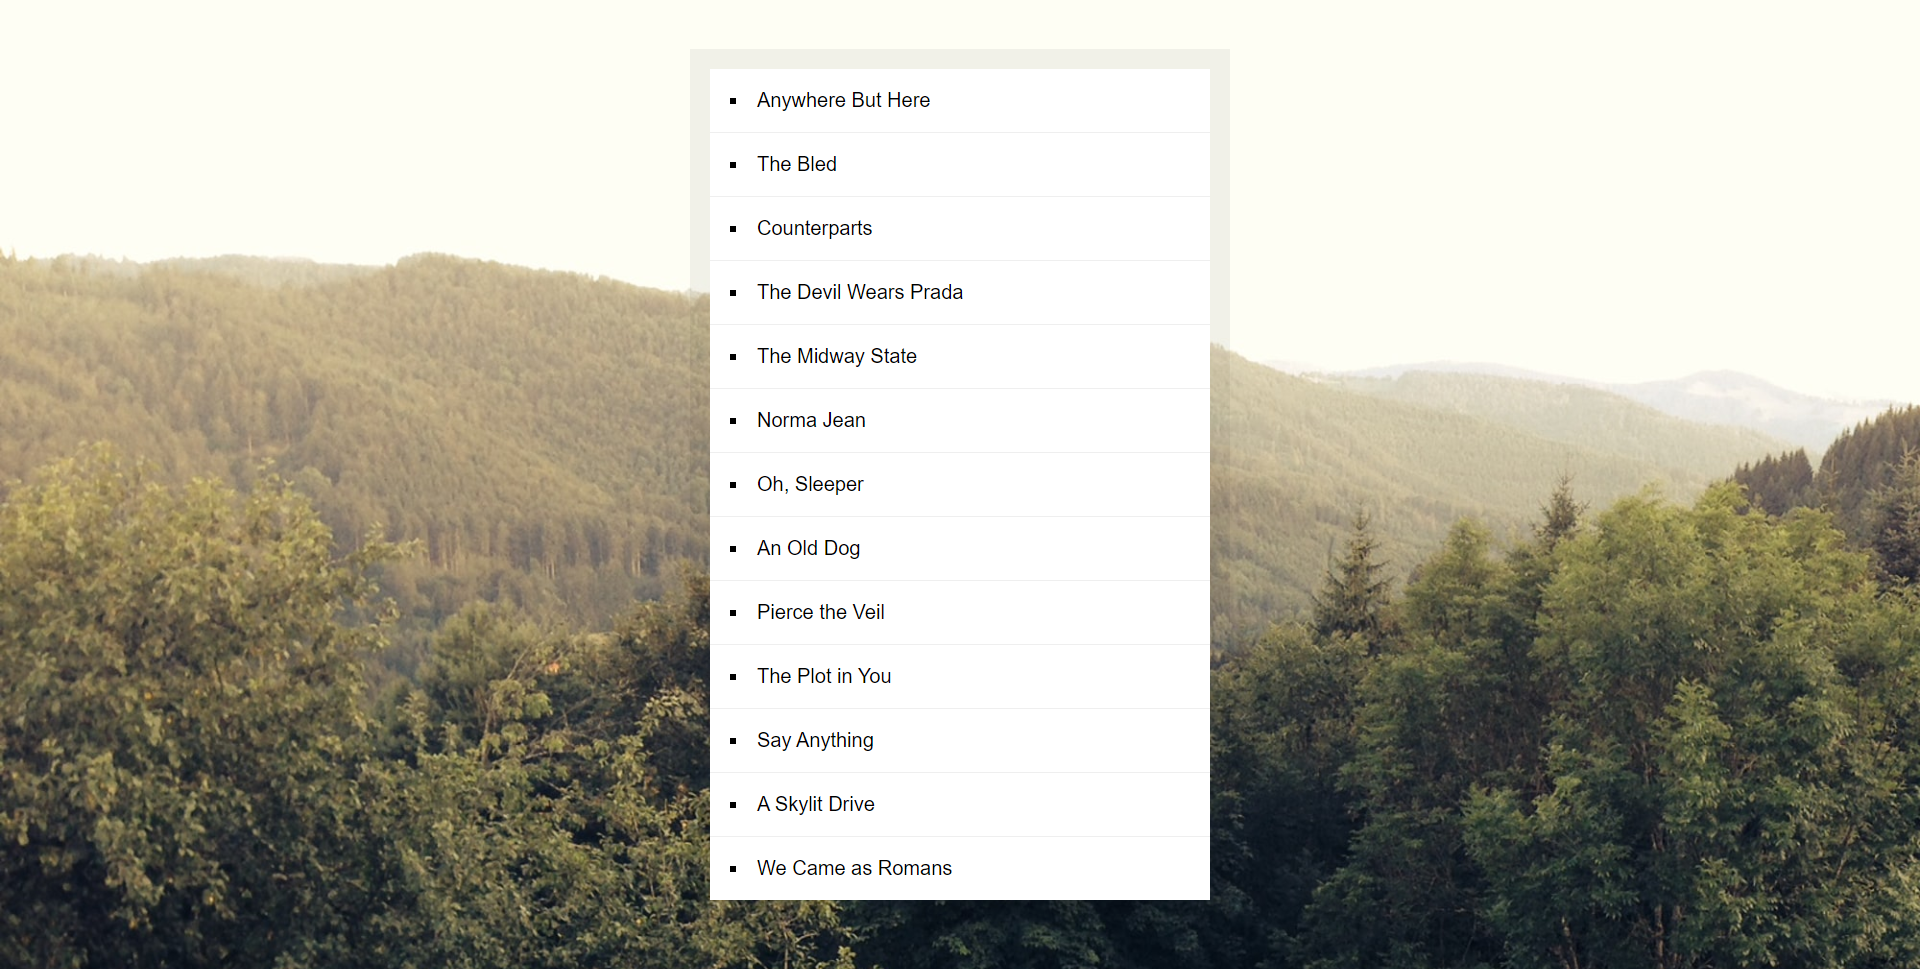 Anywhere But Here
The Bled
Counterparts
The Devil Wears Prada
The Midway State
Norma Jean
Oh, Sleeper
An Old Dog
Pierce the Veil
The Plot in You
Say Anything
A Skylit Drive
We Came as Romans